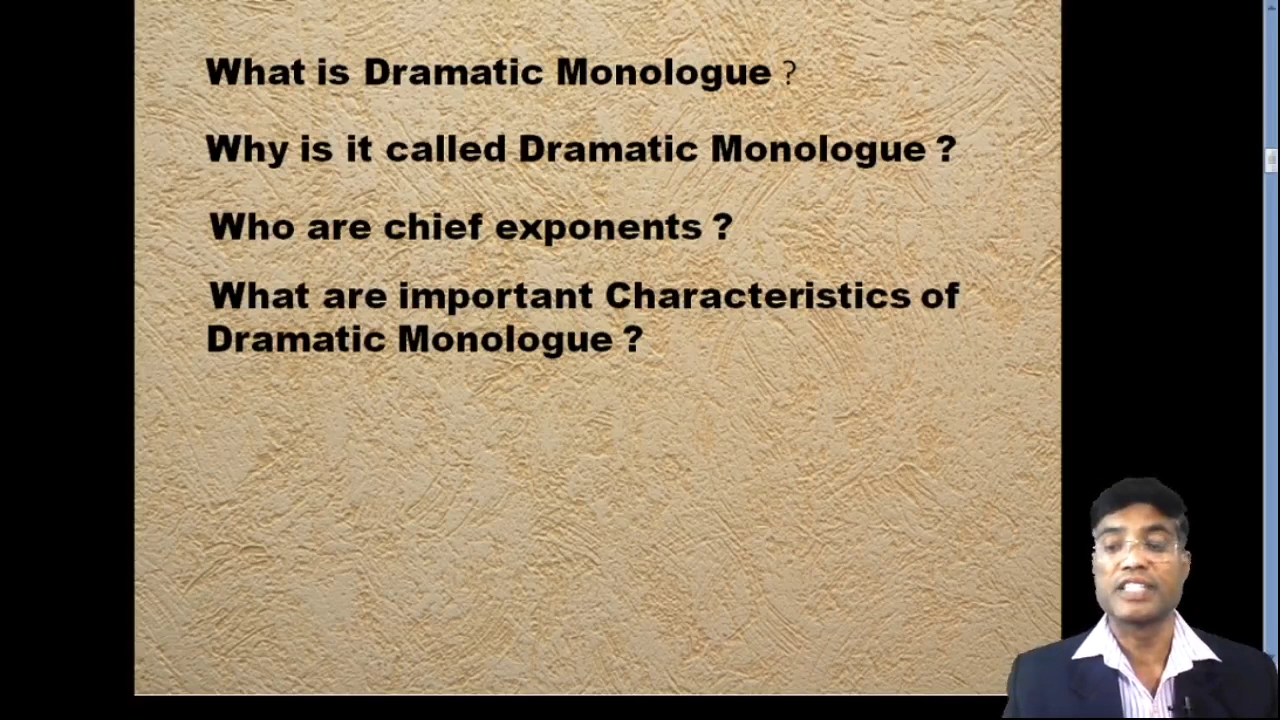 What is Dramatic Monologue ?
Why is it called Dramatic Monologue ?
Who are chief exponents ?
What are important Characteristics of
Dramatic Monologue ?